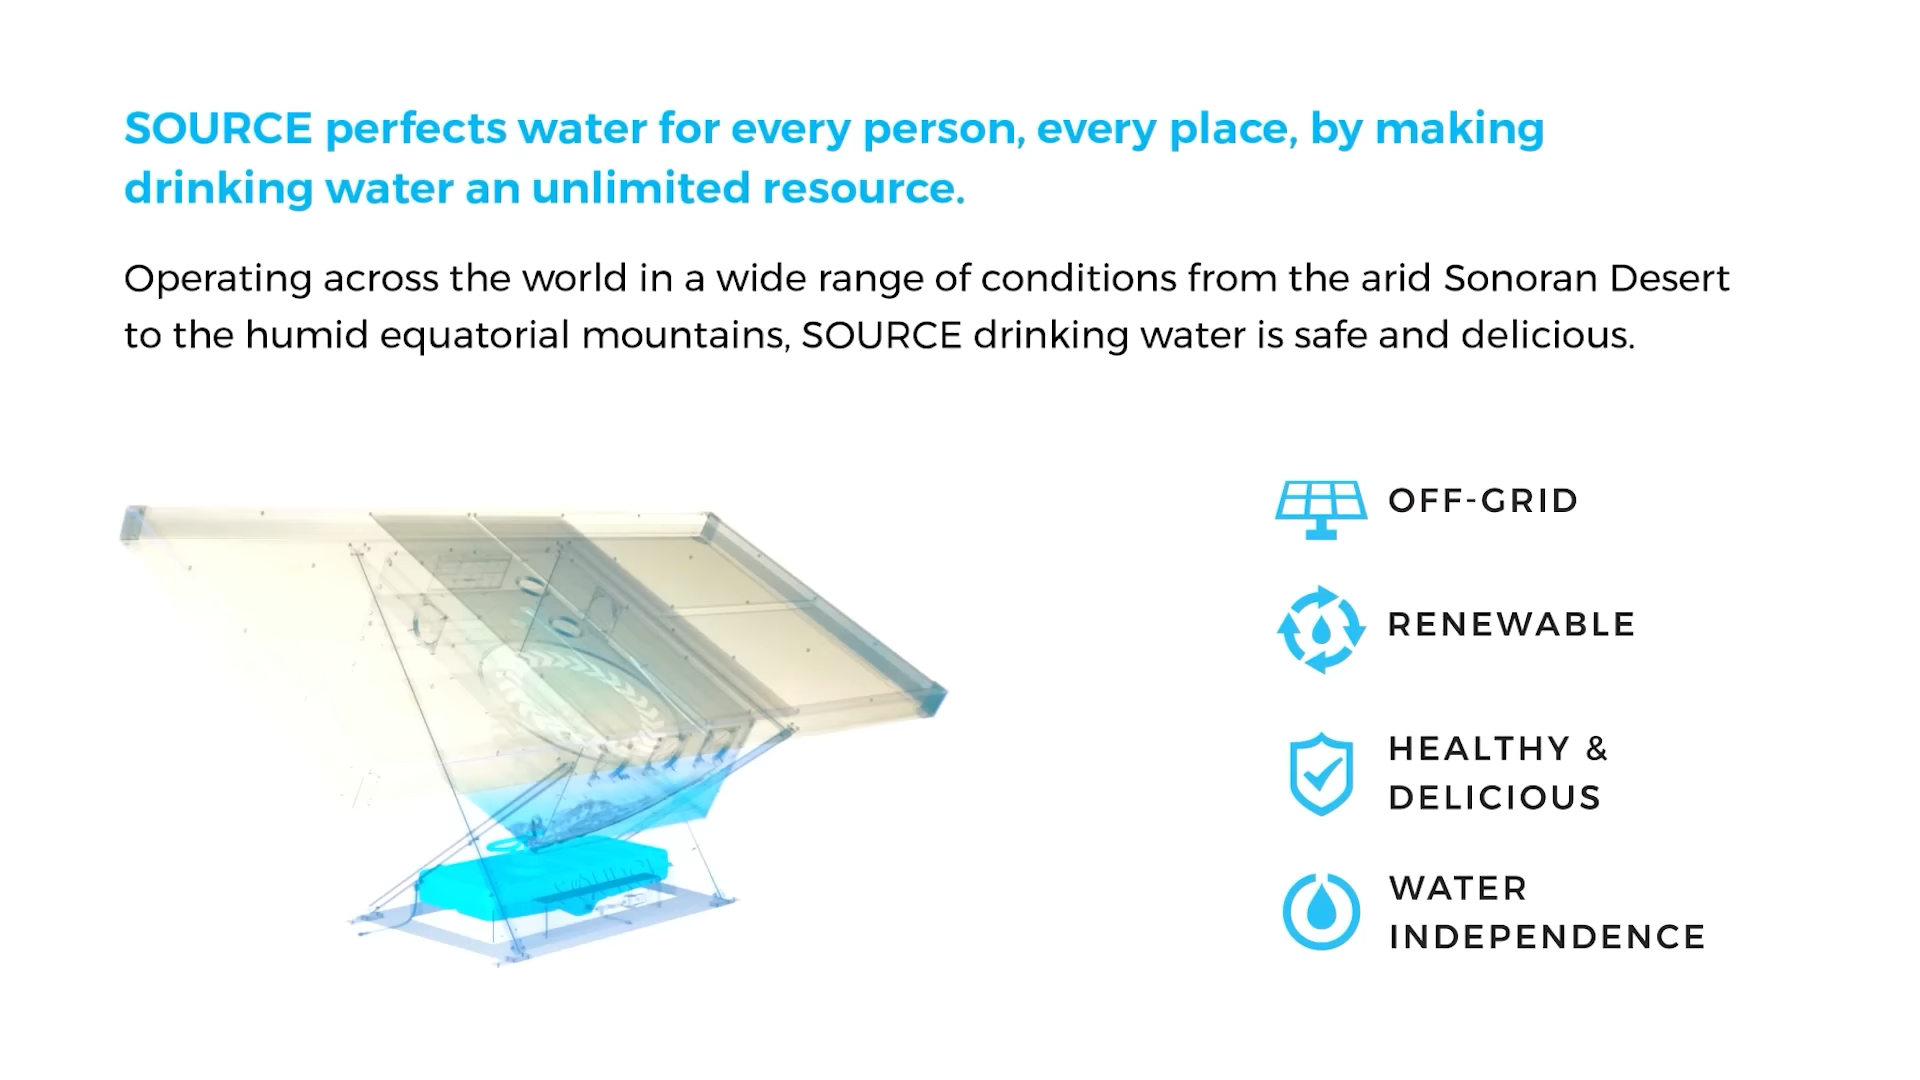 SOURCE perfects water for every person, every place, by making
drinking water an unlimited resource.
Operating across the world in a wide range of conditions from the arid Sonoran Desert
to the humid equatorial mountains, SOURCE drinking water is safe and delicious.
OFF-GRID
RENEWABLE
HEALTHY &
DELICIOUS
WATER
INDEPENDENCE